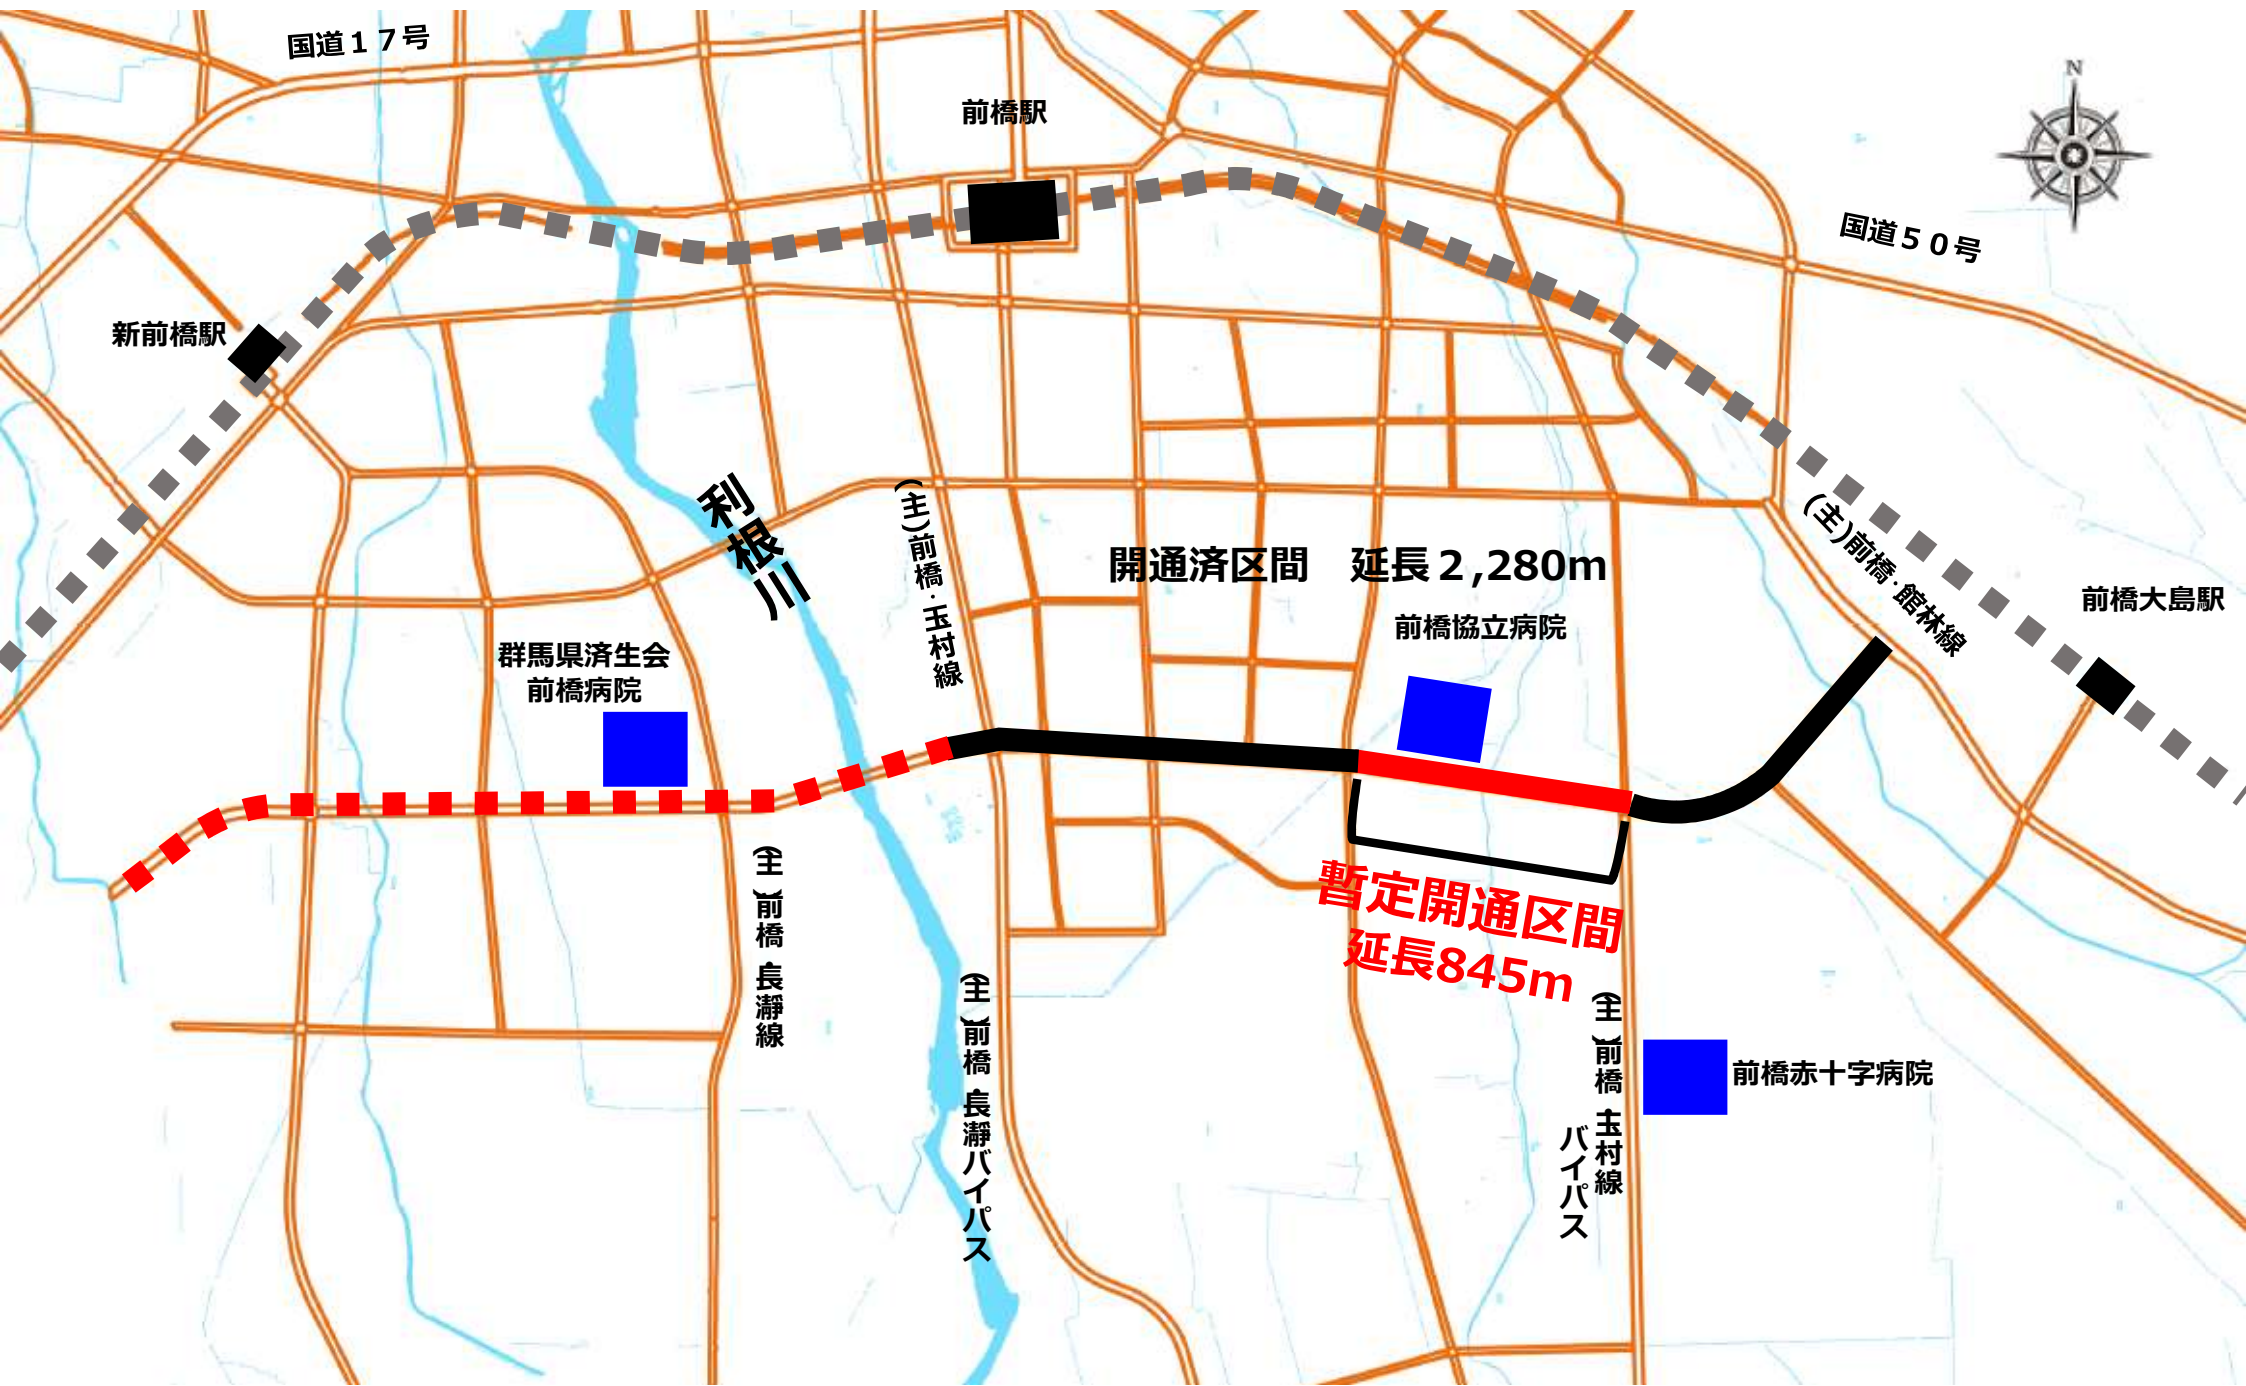 国道１７号
N
前橋駅
国道５０号
新前橋駅
利根川
(主)前橋・玉村線
開通済区間　延長２,280m
(主)前橋・館林線
前橋大島駅
前橋協立病院
群馬県済生会
前橋病院
暫定開通区間
延長845m
(主)前橋・長瀞線
(主)前橋・長瀞バイパス
(主)前橋・玉村線
バイパス
前橋赤十字病院